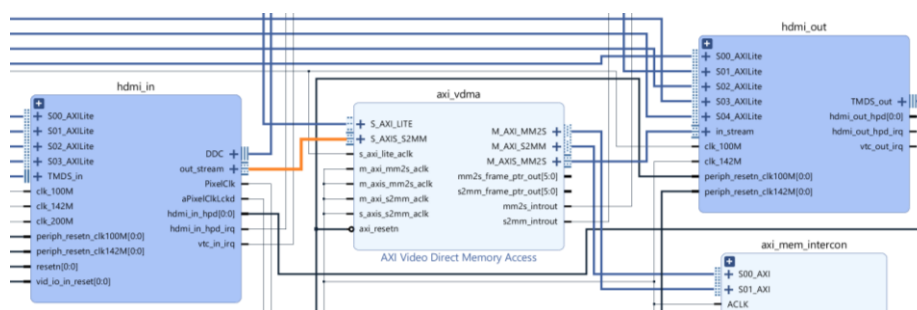 hdmi_in
S00_AXILite
S01_AXILite
S02_AXILite
S03_AXILite
TMDS_in
clk_100M
clk_142M
clk_200M
periph_resetn_clk100M[0:0]
periph_resetn_clk142M[0:0]
resetn[0:0]
vid_io_in_reset[0:0]
DDC
out_stream
PixelClk
aPixelClkLckd
hdmi_in_hpd[0:0]
hdmi_in_hpd_irq
vtc_in_irq
axi_vdma
S_AXI_LITE
S_AXIS_S2MM
s_axi_lite_aclk
m_axi_mm2s_aclk
m_axis_mm2s_aclk
m_axi_s2mm_aclk
s_axis_s2mm_aclk
axi_resetn
M_AXI_MM2S
M_AXI_S2MM
M_AXIS_MM2S
mm2s_frame_ptr_out[5:0]
s2mm_frame_ptr_out[5:0]
mm2s_introut
s2mm_introut
AXI Video Direct Memory Access
hdmi_out
S00_AXILite
S01_AXILite
S02_AXILite
S03_AXILite
S04_AXILite
in_stream
clk_100M
clk_142M
periph_resetn_clk100M[0:0]
periph_resetn_clk142M[0:0]
TMDS_out
hdmi_out_hpd[0:0]
hdmi_out_hpd_irq
vtc_out_irq
axi_mem_intercon
S00_AXI
S01_AXI
ACLK